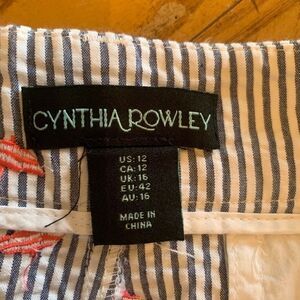 CYNTHIA ROWLEY
US: 12
CA: 12
UK: 16
EU: 42
AU: 16
MADE IN
CHINA